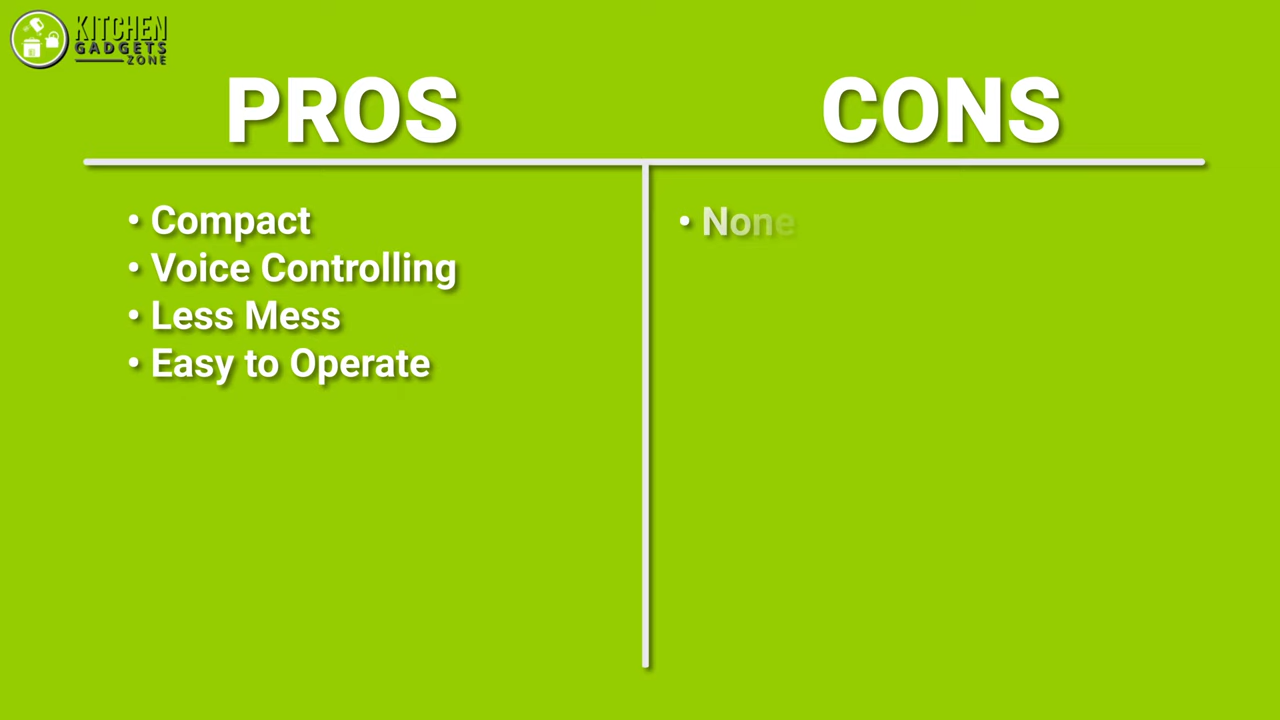 KITCHEN
GADGETS
ZONE
PROS
CONS
• Compact
• Voice Controlling
• Less Mess
• Easy to Operate
• None